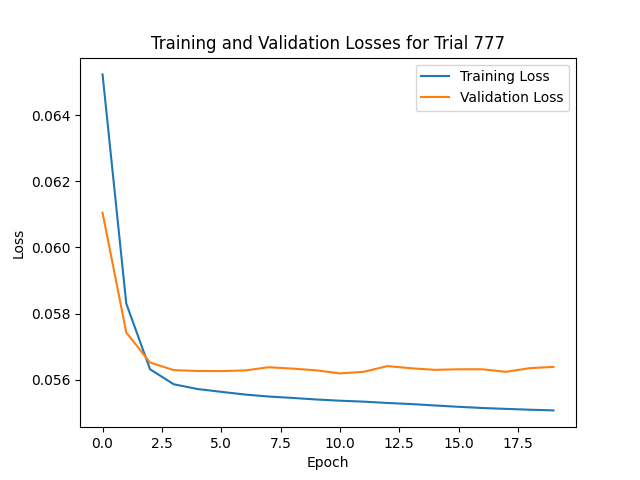 Training and Validation Losses for Trial 777
Training Loss
Validation Loss
0.064
0.062
0.060
0.058
0.056
Loss
0.0 2.5 5.0 7.5 10.0 12.5 15.0 17.5
Epoch